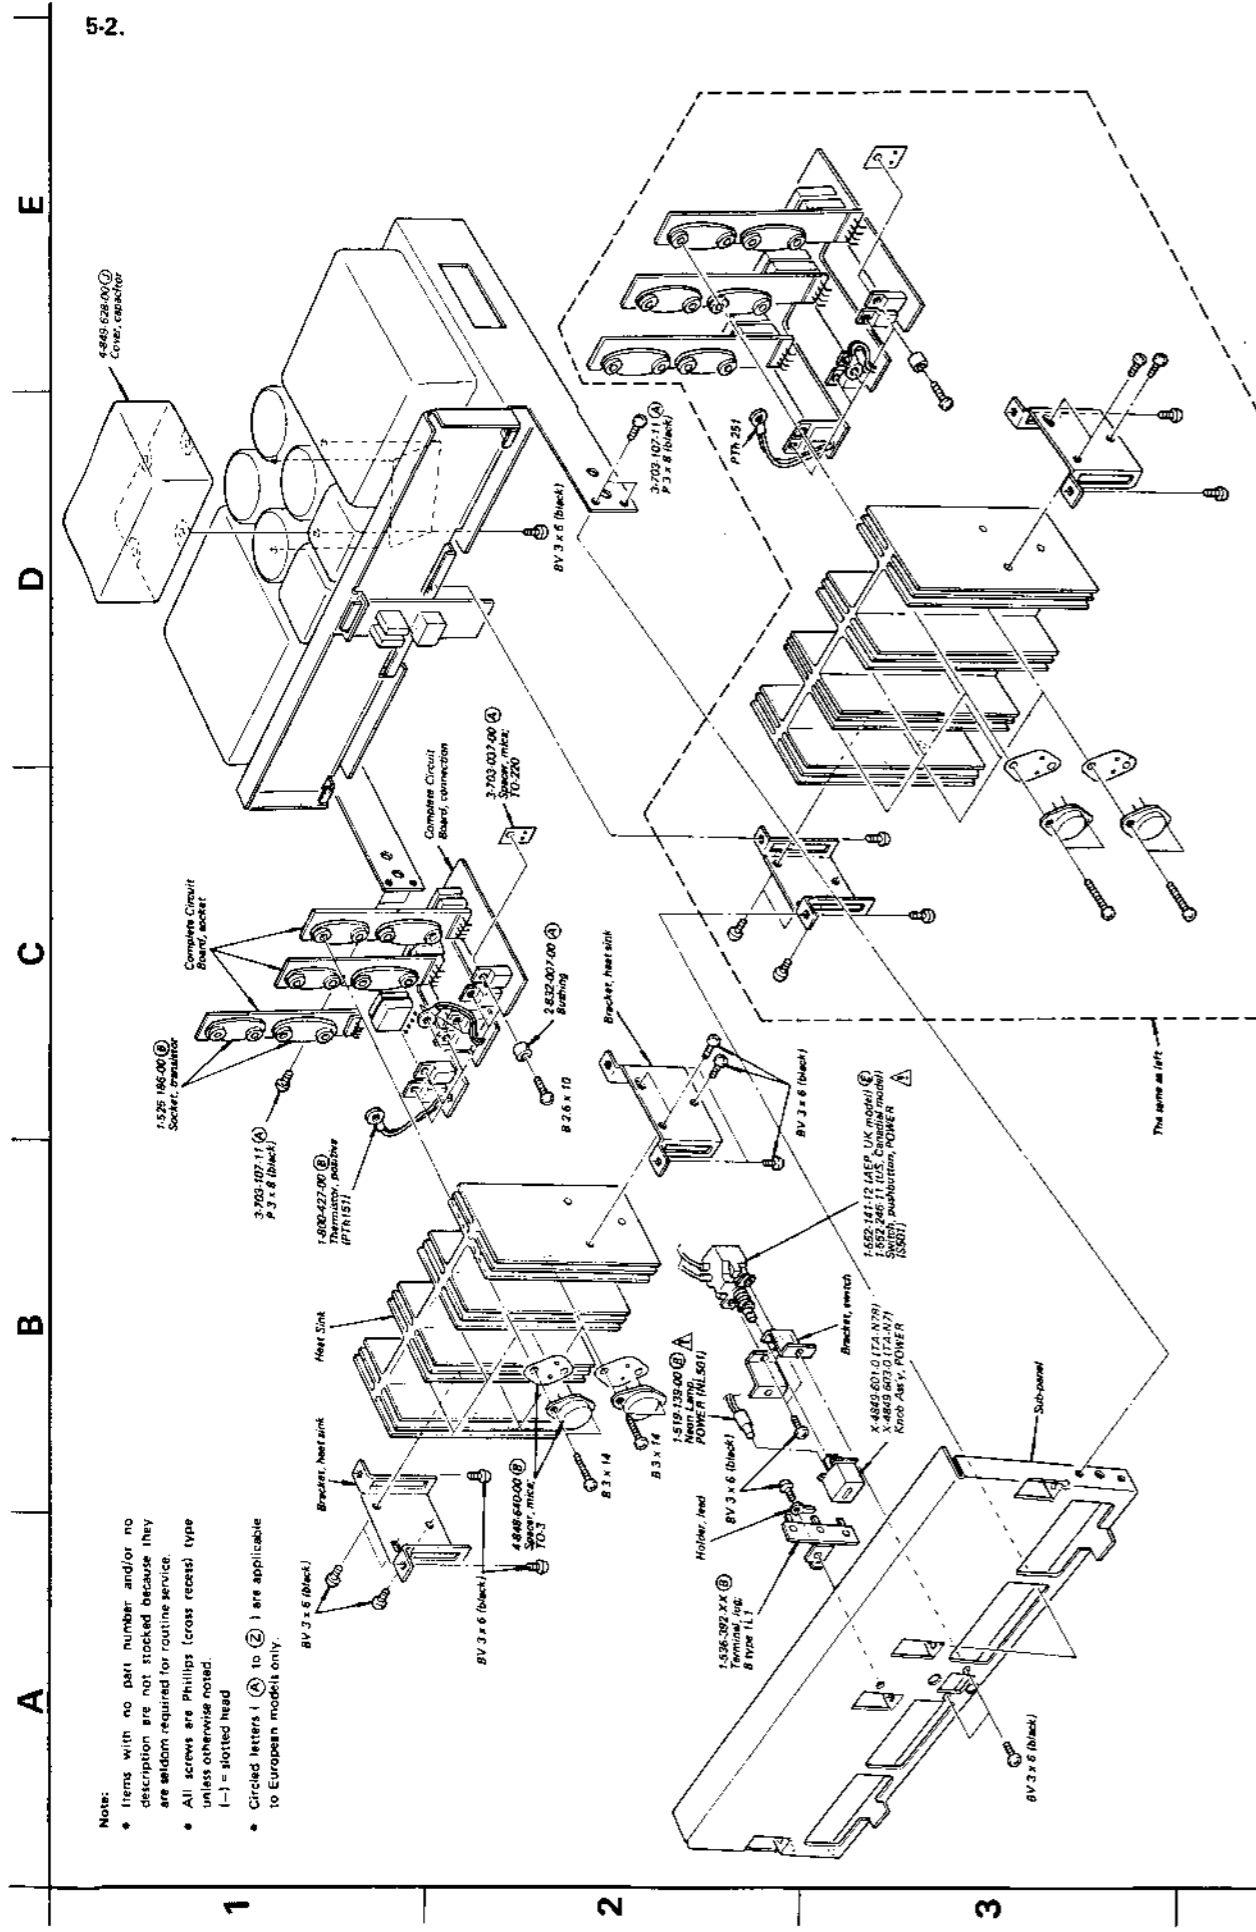 5-2.
A
B
C
D
E
1
2
3
Note:
• Items with no part number and/or no
description are not stocked because they
are seldom required for routine service.
• All screws are Phillips (cross recess) type
unless otherwise noted.
(−) = slotted head
• Circled letters ( Ⓐ to Ⓩ ) are applicable
to European models only.
4-849-628-00 Ⓙ
Cover, capacitor
BV 3 x 6 (black)
3-703-107-11 Ⓐ
P 3 x 8 (black)
Complete Circuit
Board, socket
1-526-186-00 Ⓑ
Socket, transistor
3-703-107-11 Ⓐ
P 3 x 8 (black)
1-800-427-00 Ⓑ
Thermistor, positive
(PTh151)
Complete Circuit
Board, connection
3-703-037-00 Ⓐ
Spacer, mica;
TO-220
2-832-007-00 Ⓐ
Bushing
B 2.6 x 10
Heat Sink
Bracket, heat sink
BV 3 x 6 (black)
BV 3 x 6 (black)
4-848-640-00 Ⓑ
Spacer, mica;
TO-3
B 3 x 14
B 3 x 14
Bracket, heat sink
BV 3 x 6 (black)
PTh 251
The same as left
1-552-141-12 (AEP, UK model) Ⓔ
1-552-246-11 (US, Canadian model)
Switch, pushbutton, POWER
(S501)
⚠
Bracket, switch
1-519-139-00 Ⓑ ⚠
Neon Lamp,
POWER (NL501)
BV 3 x 6 (black)
X-4849-601-0 (TA-N7B)
X-4849-603-0 (TA-N7)
Knob Ass'y, POWER
Holder, lead
1-536-392-XX Ⓑ
Terminal, lug;
B type 1L1
Sub-panel
BV 3 x 6 (black)